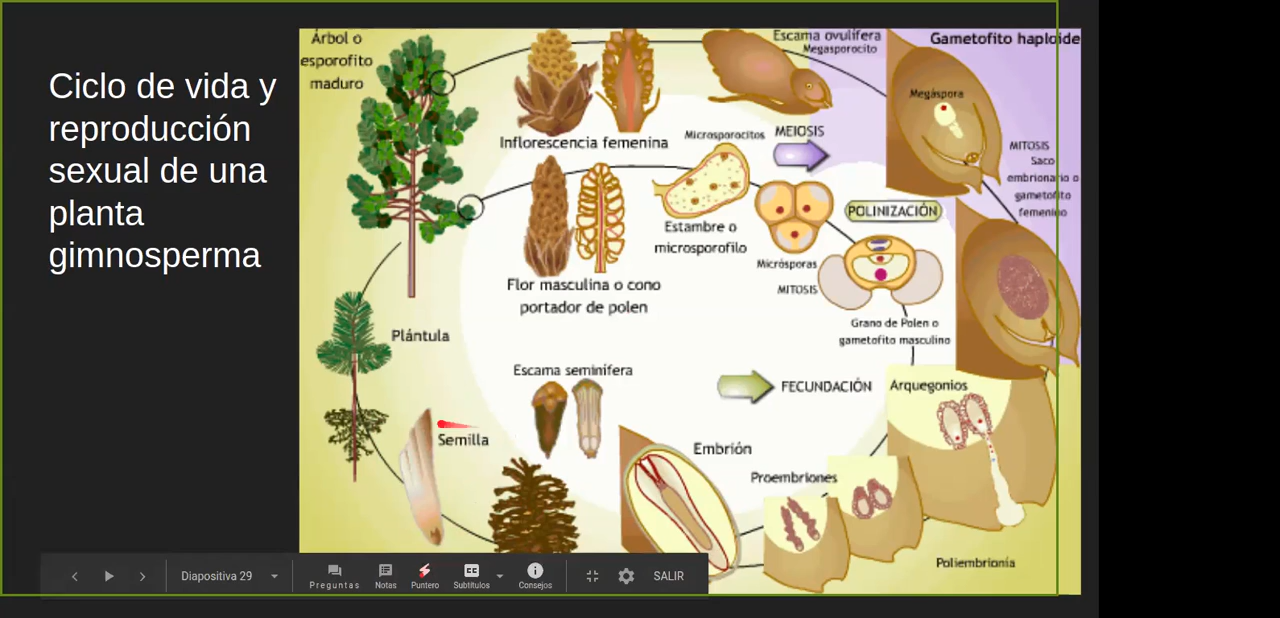 Ciclo de vida y
reproducción
sexual de una
planta
gimnosperma
Árbol o
esporofito
maduro
Inflorescencia femenina
Escama ovulífera
Megasporocito
Gametofito haploide
Megáspora
MITOSIS
Saco
embrionario o
gametofito
femenino
Microsporocitos
MEIOSIS
Estambre o
microsporofilo
Micrósporas
MITOSIS
POLINIZACIÓN
Grano de Polen o
gametofito masculino
Flor masculina o cono
portador de polen
Plántula
Escama seminífera
FECUNDACIÓN
Arquegonios
Semilla
Embrión
Proembriones
Poliembrionía
Diapositiva 29
Preguntas
Notas
Puntero
Subtítulos
Consejos
SALIR